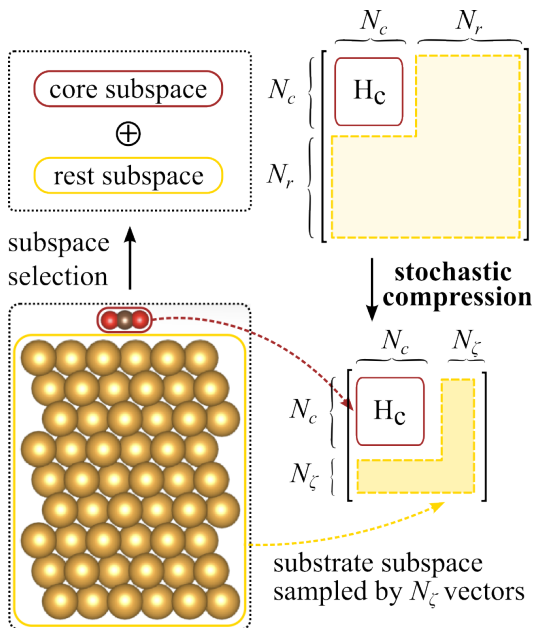 core subspace
⊕
rest subspace
subspace
selection
N_c
N_r
N_c
H_c
N_r
stochastic
compression
N_c
N_ζ
N_c
H_c
N_ζ
substrate subspace
sampled by N_ζ vectors